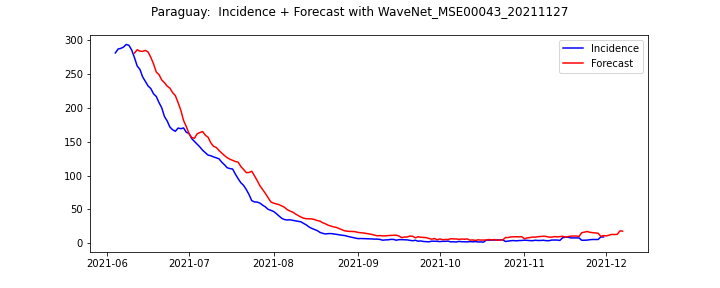 Paraguay:  Incidence + Forecast with WaveNet_MSE00043_20211127
Incidence
Forecast
300
250
200
150
100
50
0
2021-06 2021-07 2021-08 2021-09 2021-10 2021-11 2021-12